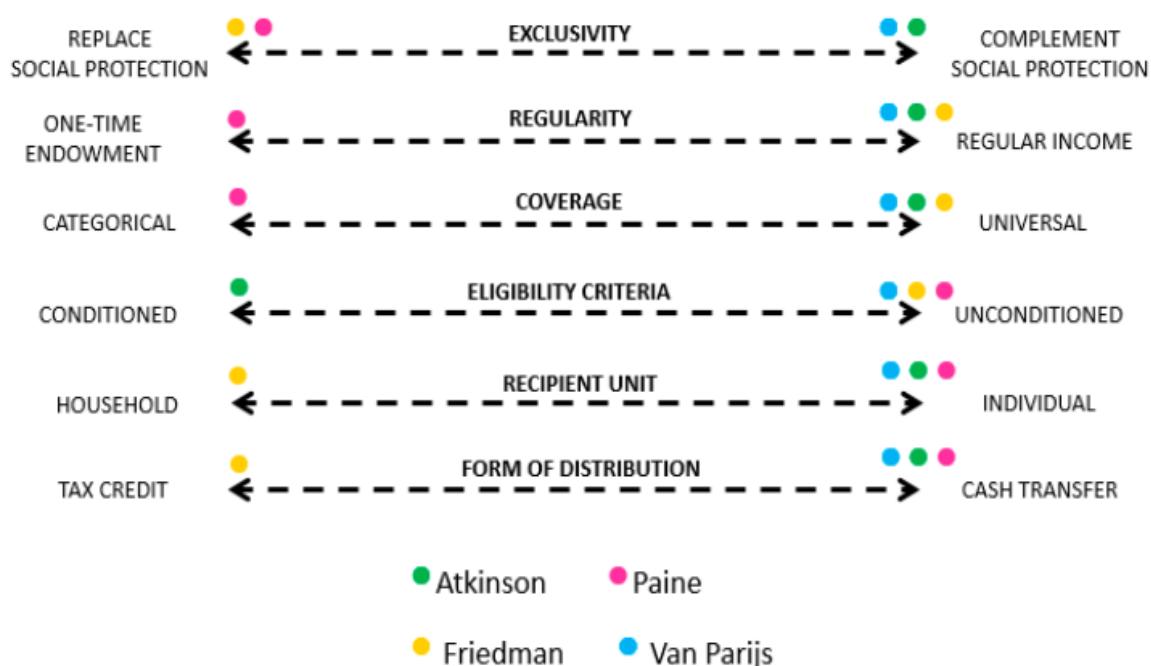 EXCLUSIVITY
REPLACE
SOCIAL PROTECTION
COMPLEMENT
SOCIAL PROTECTION
REGULARITY
ONE-TIME
ENDOWMENT
REGULAR INCOME
COVERAGE
CATEGORICAL
UNIVERSAL
ELIGIBILITY CRITERIA
CONDITIONED
UNCONDITIONED
RECIPIENT UNIT
HOUSEHOLD
INDIVIDUAL
FORM OF DISTRIBUTION
TAX CREDIT
CASH TRANSFER
Atkinson
Paine
Friedman
Van Parijs